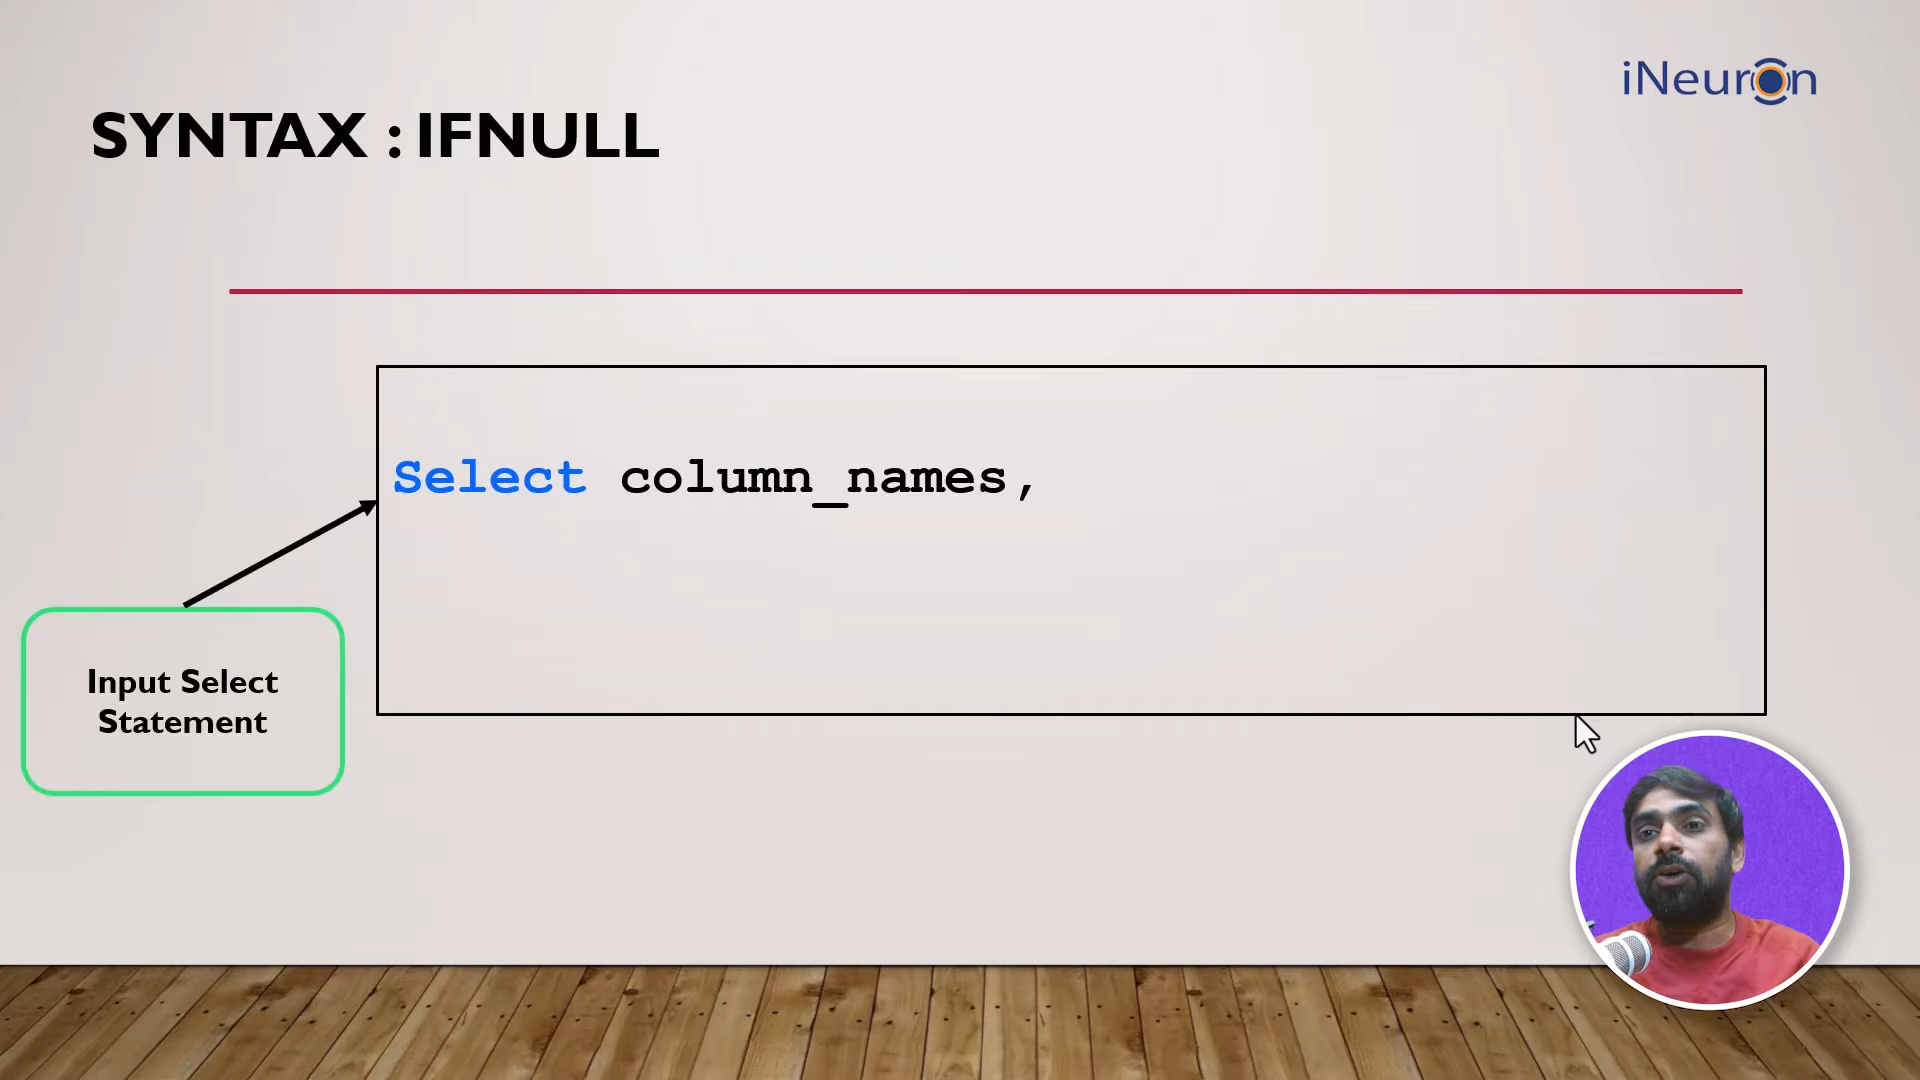 iNeuron
SYNTAX : IFNULL
Select column_names,
Input Select
Statement